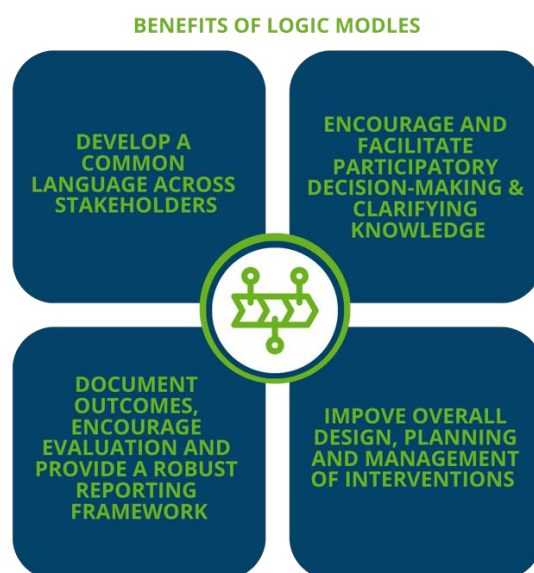 BENEFITS OF LOGIC MODLES
DEVELOP A
COMMON
LANGUAGE ACROSS
STAKEHOLDERS
ENCOURAGE AND
FACILITATE
PARTICIPATORY
DECISION-MAKING &
CLARIFYING
KNOWLEDGE
DOCUMENT
OUTCOMES,
ENCOURAGE
EVALUATION AND
PROVIDE A ROBUST
REPORTING
FRAMEWORK
IMPOVE OVERALL
DESIGN, PLANNING
AND MANAGEMENT
OF INTERVENTIONS